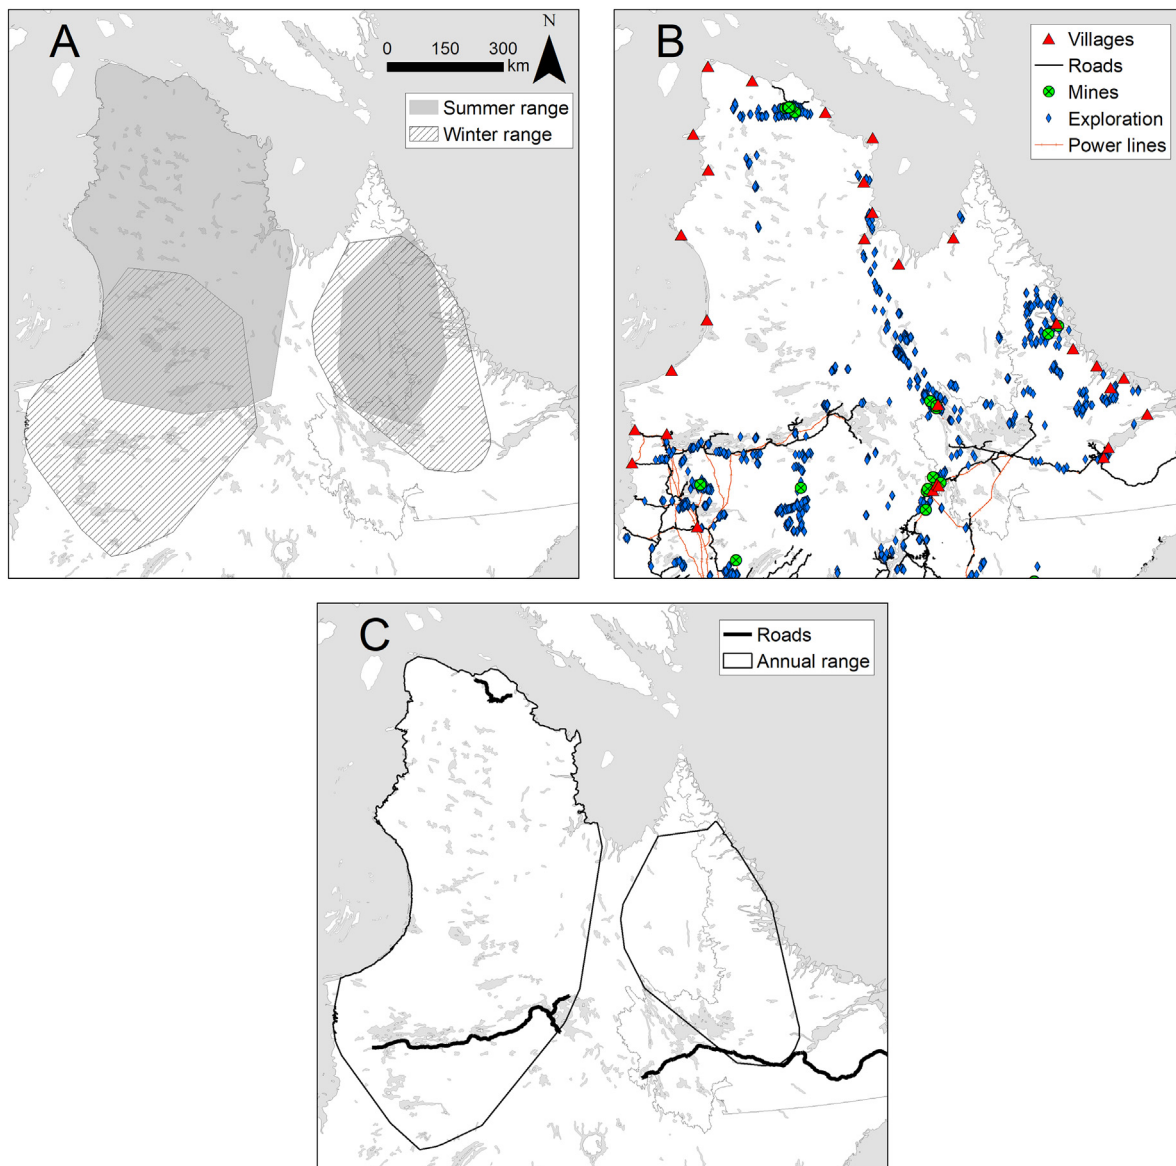 A
N
0 150 300
km
Summer range
Winter range
B
Villages
Roads
Mines
Exploration
Power lines
C
Roads
Annual range